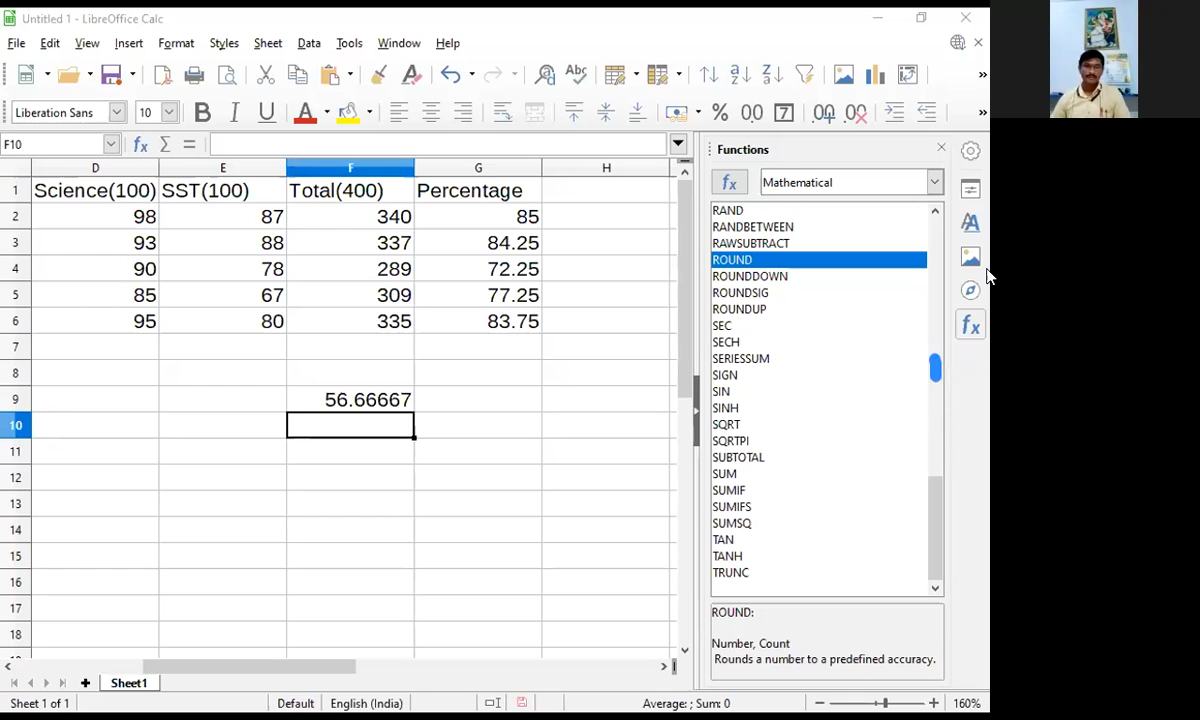 Untitled 1 - LibreOffice Calc
File Edit View Insert Format Styles Sheet Data Tools Window Help
Liberation Sans 10
F10
D E F G H
1 Science(100) SST(100) Total(400) Percentage
2 98 87 340 85
3 93 88 337 84.25
4 90 78 289 72.25
5 85 67 309 77.25
6 95 80 335 83.75
7
8
9 56.66667
10
11
12
13
14
15
16
17
18
Sheet1
Sheet 1 of 1 Default English (India) Average: ; Sum: 0 160%
Functions
Mathematical
RAND
RANDBETWEEN
RAWSUBTRACT
ROUND
ROUNDDOWN
ROUNDSIG
ROUNDUP
SEC
SECH
SERIESSUM
SIGN
SIN
SINH
SQRT
SQRTPI
SUBTOTAL
SUM
SUMIF
SUMIFS
SUMSQ
TAN
TANH
TRUNC
ROUND:
Number, Count
Rounds a number to a predefined accuracy.